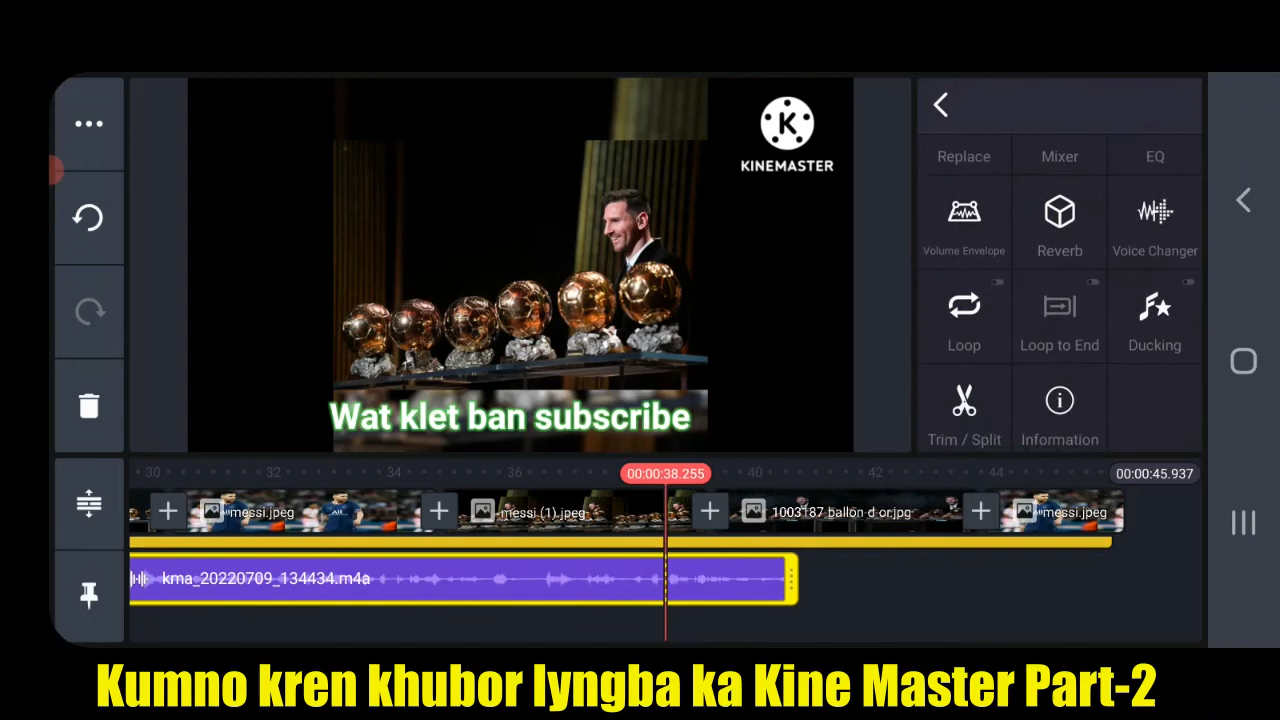 KINEMASTER
Wat klet ban subscribe
Replace
Mixer
EQ
Volume Envelope
Reverb
Voice Changer
Loop
Loop to End
Ducking
Trim / Split
Information
30
32
34
36
00:00:38.255
40
42
44
00:00:45.937
messi.jpeg
messi (1).jpeg
1003187 ballon d or.jpg
messi.jpeg
kma_20220709_134434.m4a
Kumno kren khubor lyngba ka Kine Master Part-2